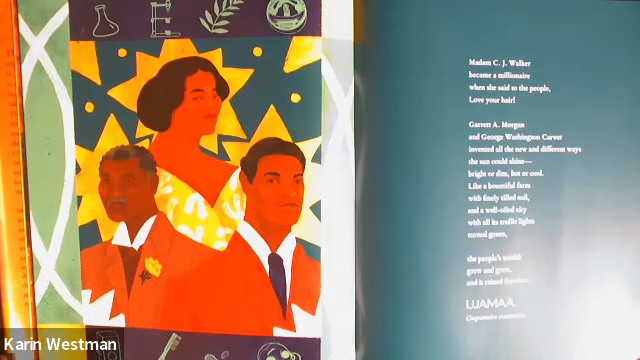 Madam C. J. Walker
became a millionaire
when she said to the people,
Love your hair!
Garrett A. Morgan
and George Washington Carver
invented all the new and different ways
the sun could shine—
bright or dim, hot or cool.
Like a bountiful farm
with finely tilled soil,
and a well-oiled city
with all its traffic lights
turned green,
the people's wealth
grew and grew,
and it rained freedom.
UJAMAA
Cooperative economics
Karin Westman